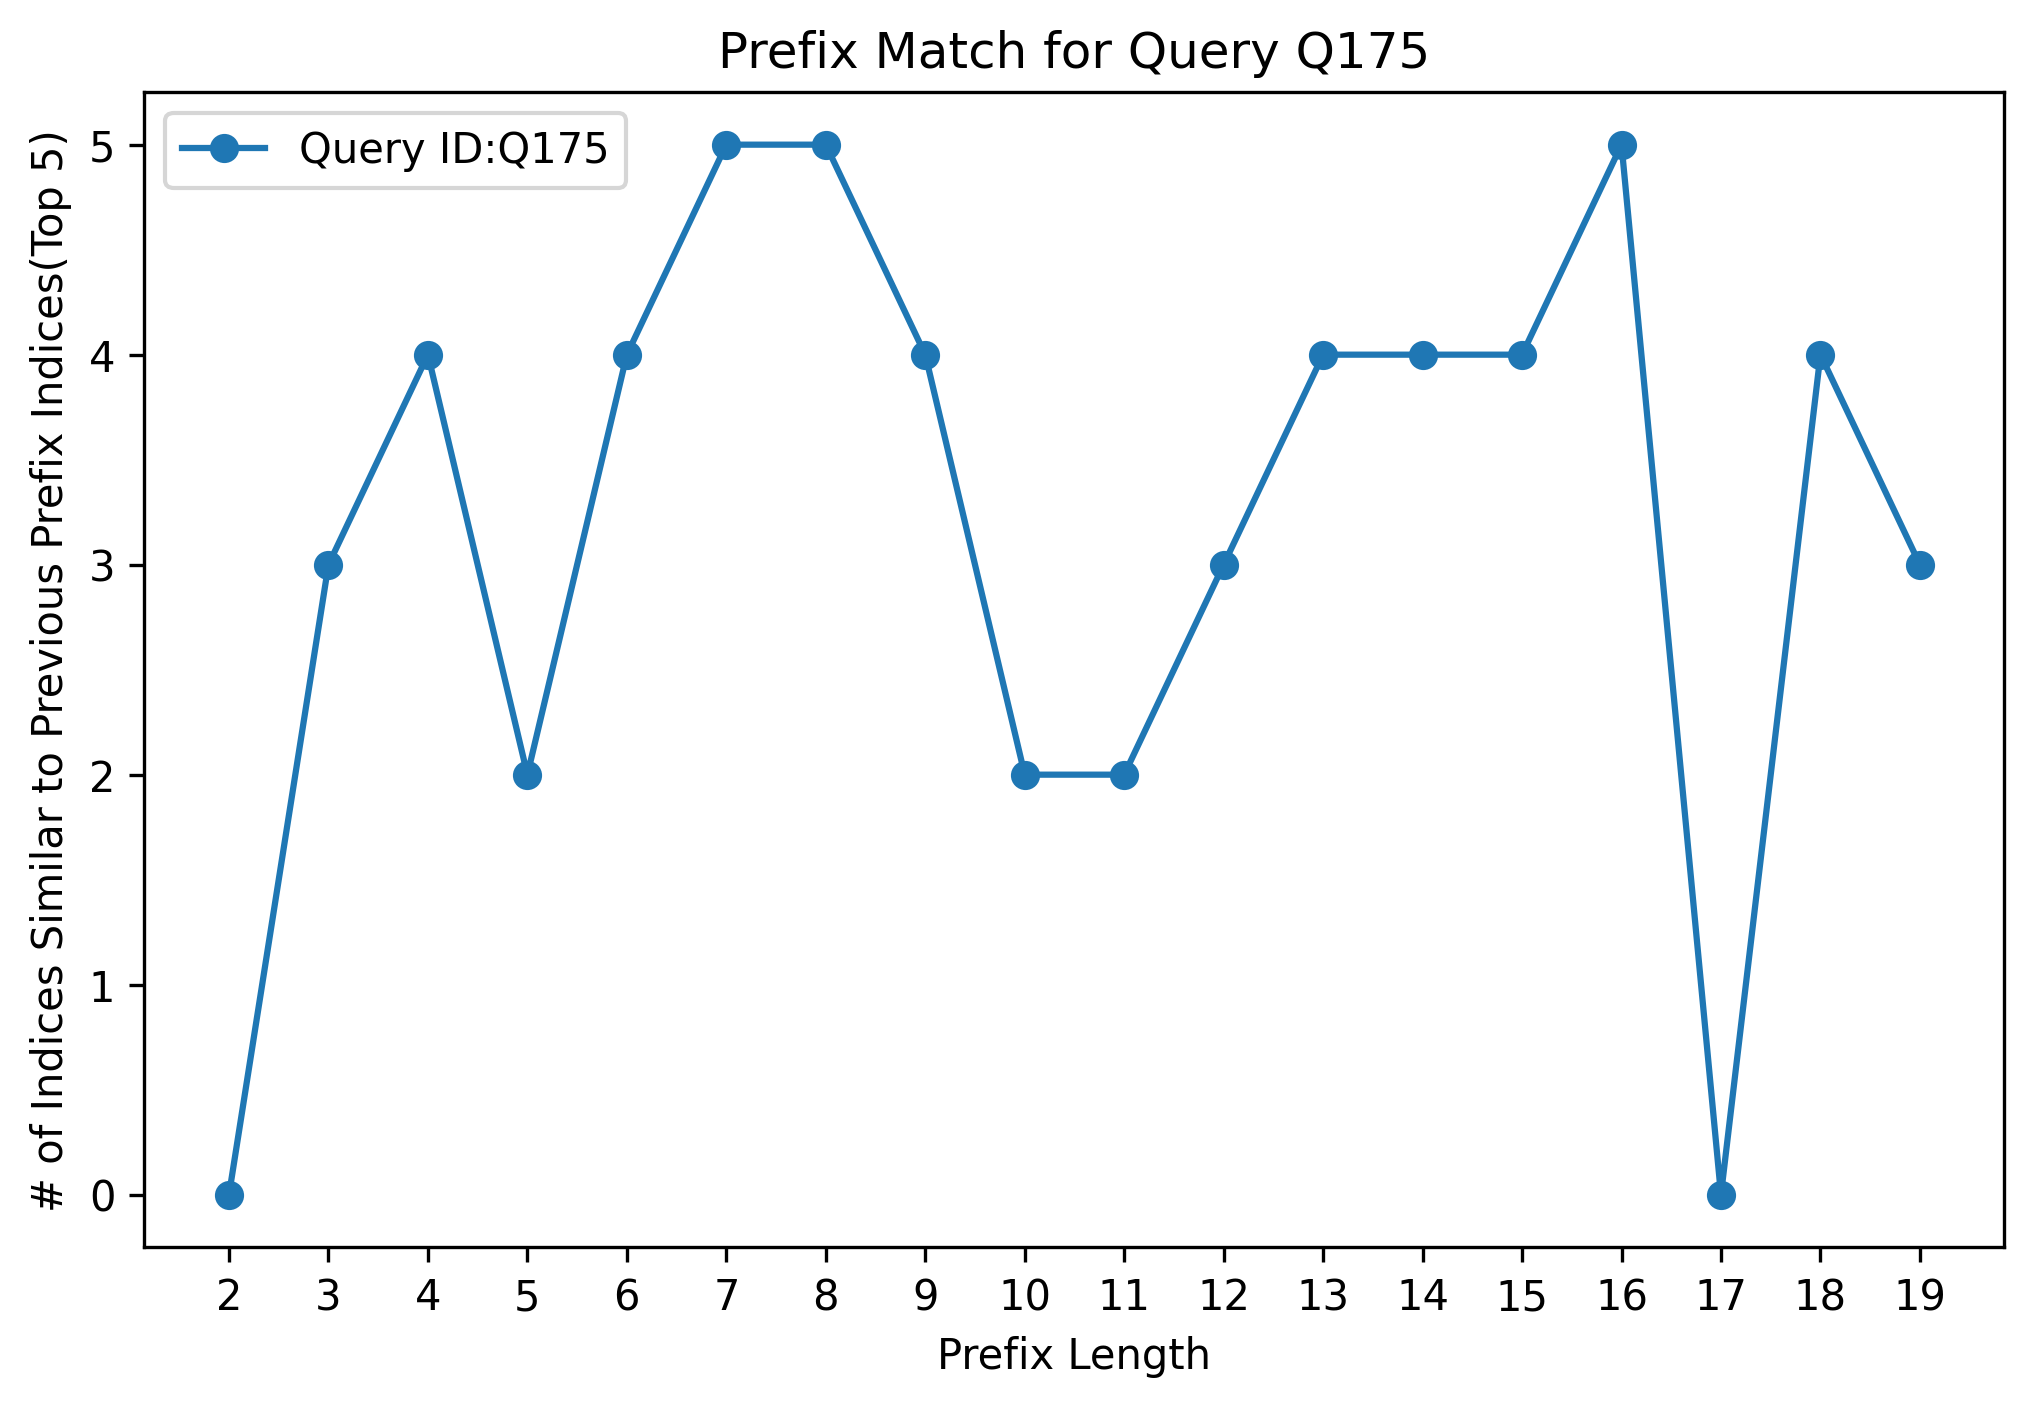 Prefix Match for Query Q175
Query ID:Q175
# of Indices Similar to Previous Prefix Indices(Top 5)
5
4
3
2
1
0
2 3 4 5 6 7 8 9 10 11 12 13 14 15 16 17 18 19
Prefix Length